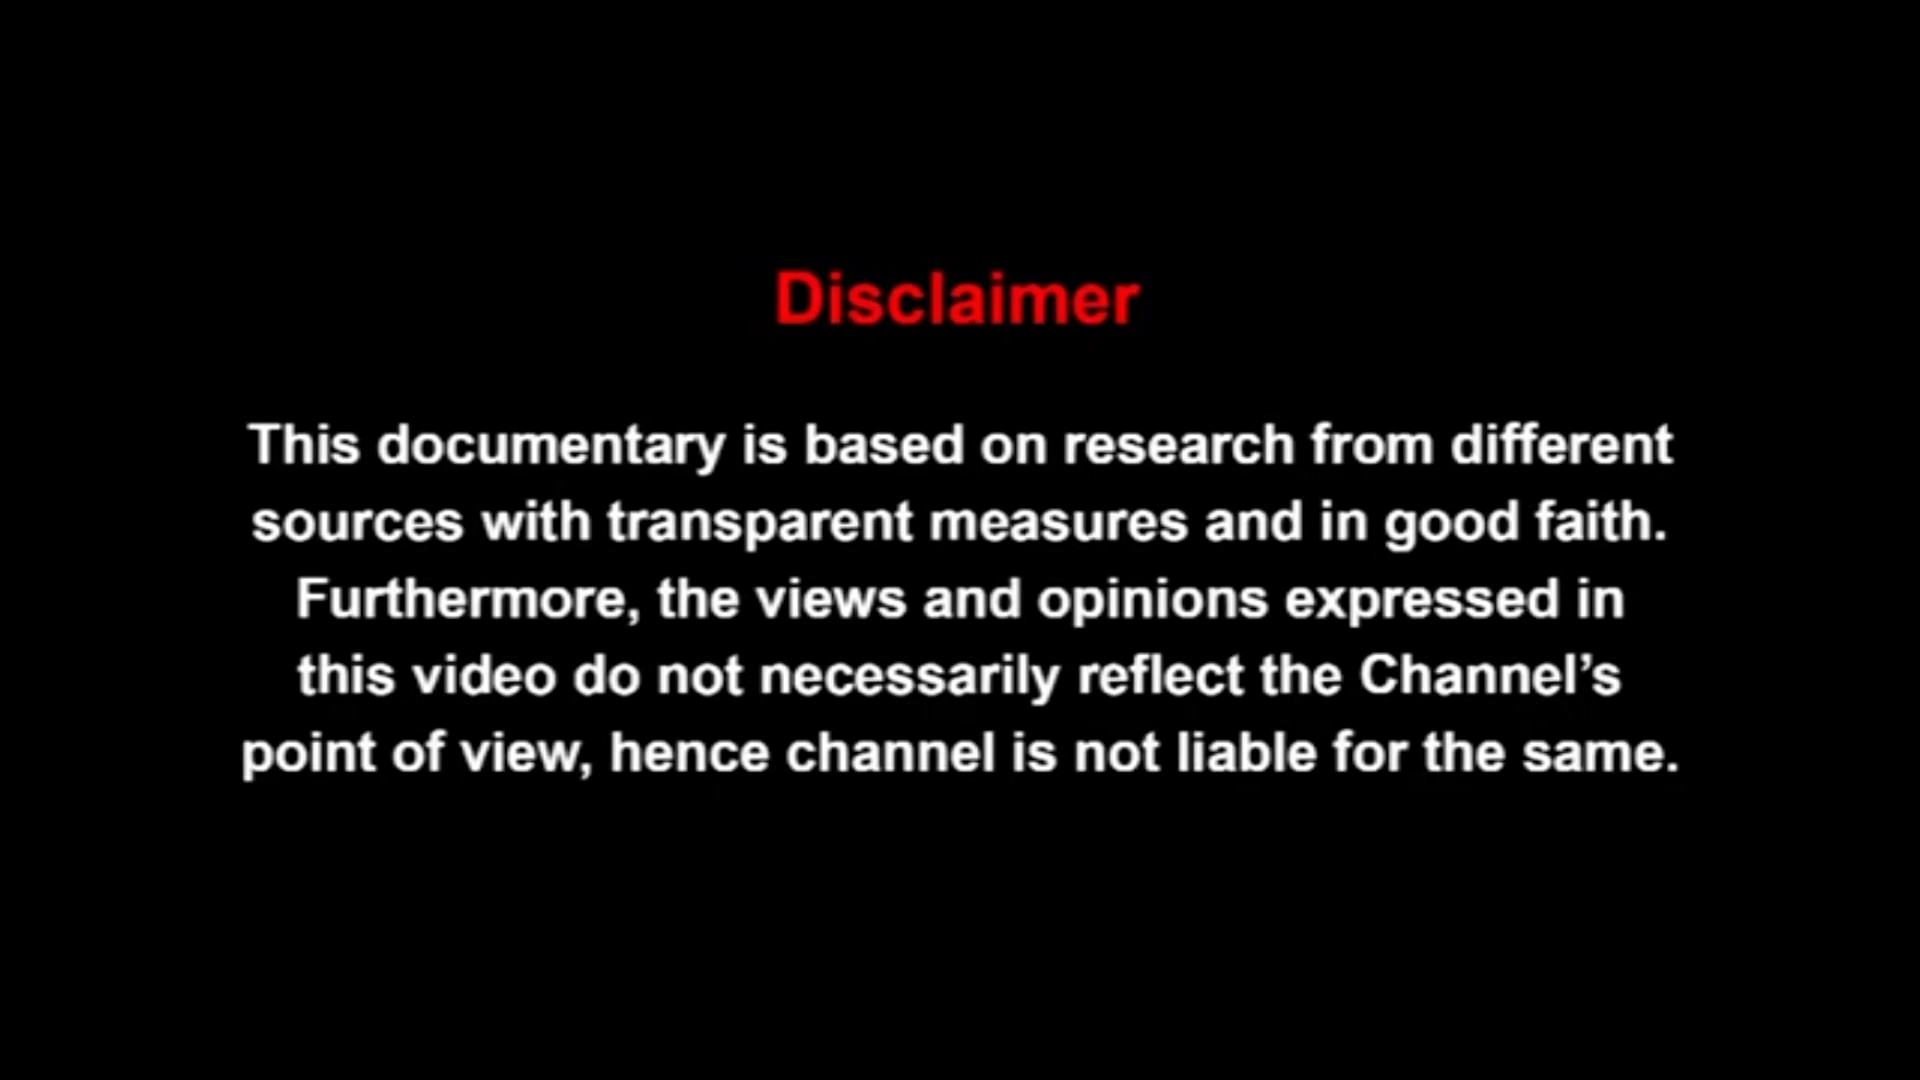 Disclaimer
This documentary is based on research from different
sources with transparent measures and in good faith.
Furthermore, the views and opinions expressed in
this video do not necessarily reflect the Channel’s
point of view, hence channel is not liable for the same.